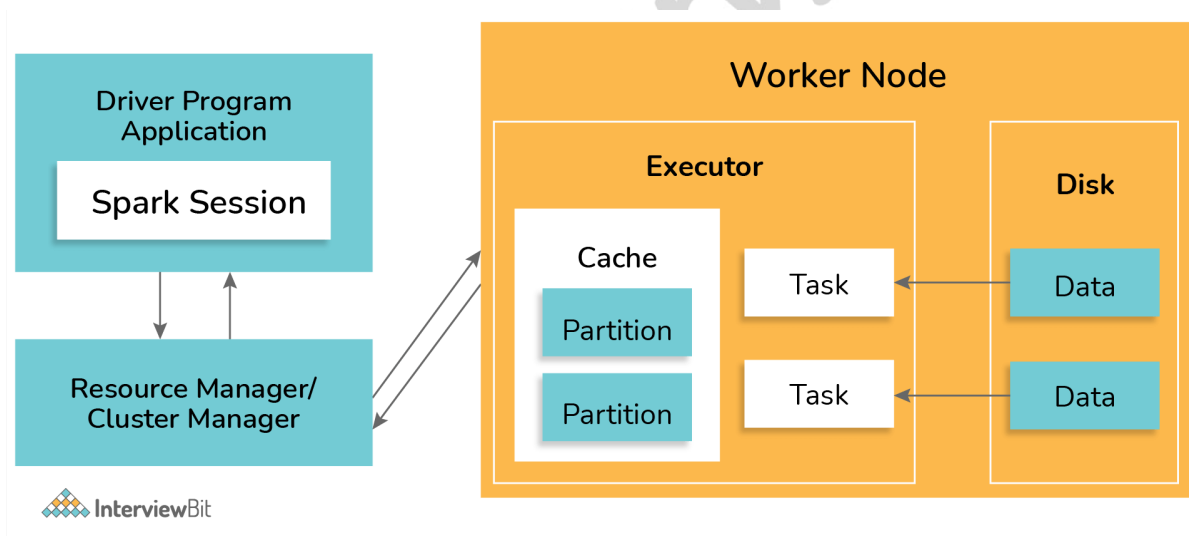 Driver Program
Application
Spark Session
Resource Manager/
Cluster Manager
Worker Node
Executor
Cache
Partition
Partition
Task
Task
Disk
Data
Data
InterviewBit